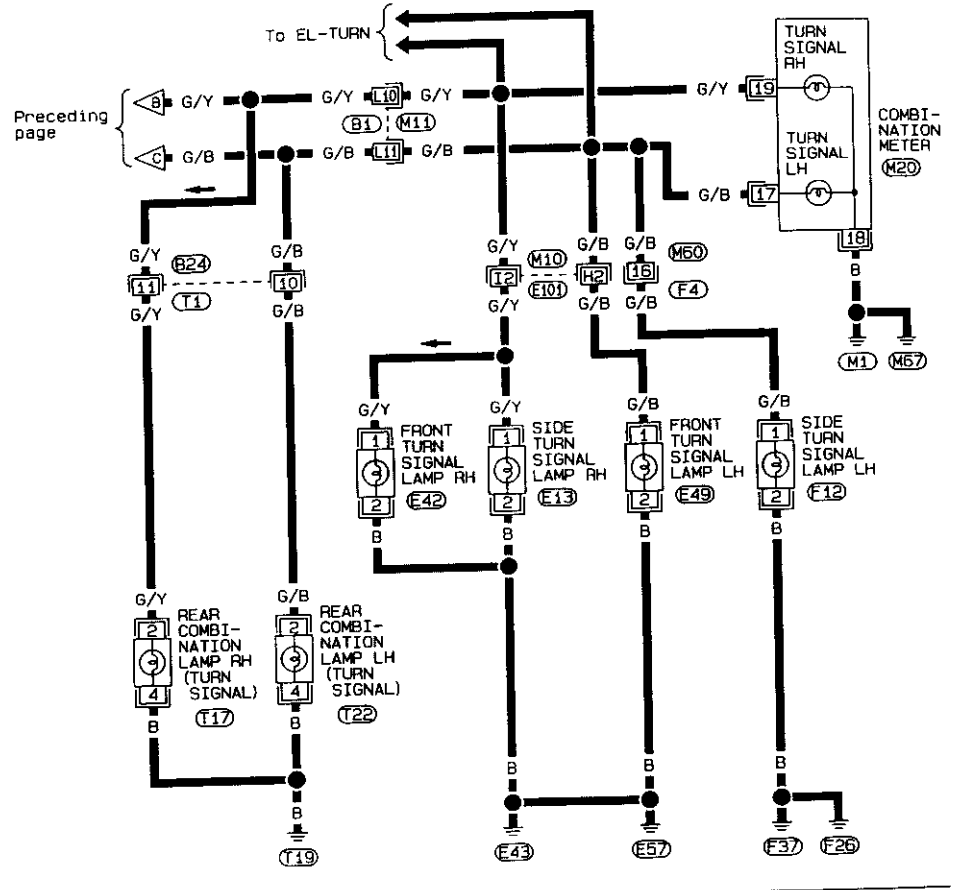 To EL-TURN
TURN
SIGNAL
RH
B G/Y G/Y L10 G/Y G/Y 19
Preceding
page
B1 M11
COMBI-
NATION
METER
M20
C G/B G/B L11 G/B
TURN
SIGNAL
LH
G/B 17
18
G/Y G/B G/Y G/B G/B B
B24 M10 M60
11 10 I2 H2 16
T1 E101 F4
G/Y G/B G/Y G/B G/B
M1 M67
G/Y G/Y G/B G/B
1 FRONT
TURN
SIGNAL
LAMP RH
2 E42
B
1 SIDE
TURN
SIGNAL
LAMP RH
2 E13
B
1 FRONT
TURN
SIGNAL
LAMP LH
2 E49
B
1 SIDE
TURN
SIGNAL
LAMP LH
2 F12
B
G/Y G/B
2 REAR
COMBI-
NATION
LAMP RH
(TURN
SIGNAL)
4 T17
B
2 REAR
COMBI-
NATION
LAMP LH
(TURN
SIGNAL)
4 T22
B
B B B B
T19 E43 E57 F37 F26